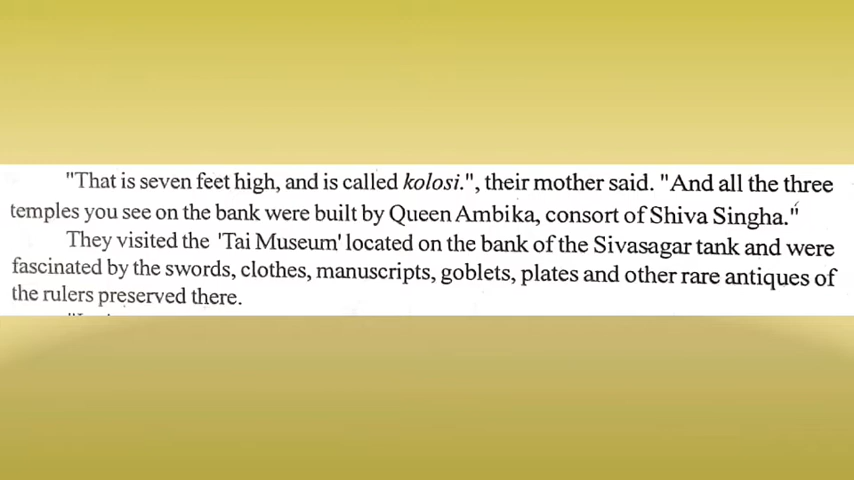 "That is seven feet high, and is called kolosi.", their mother said. "And all the three
temples you see on the bank were built by Queen Ambika, consort of Shiva Singha."
They visited the 'Tai Museum' located on the bank of the Sivasagar tank and were
fascinated by the swords, clothes, manuscripts, goblets, plates and other rare antiques of
the rulers preserved there.